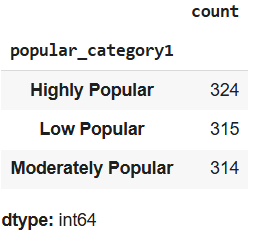 count
popular_category1
Highly Popular 324
Low Popular 315
Moderately Popular 314
dtype: int64